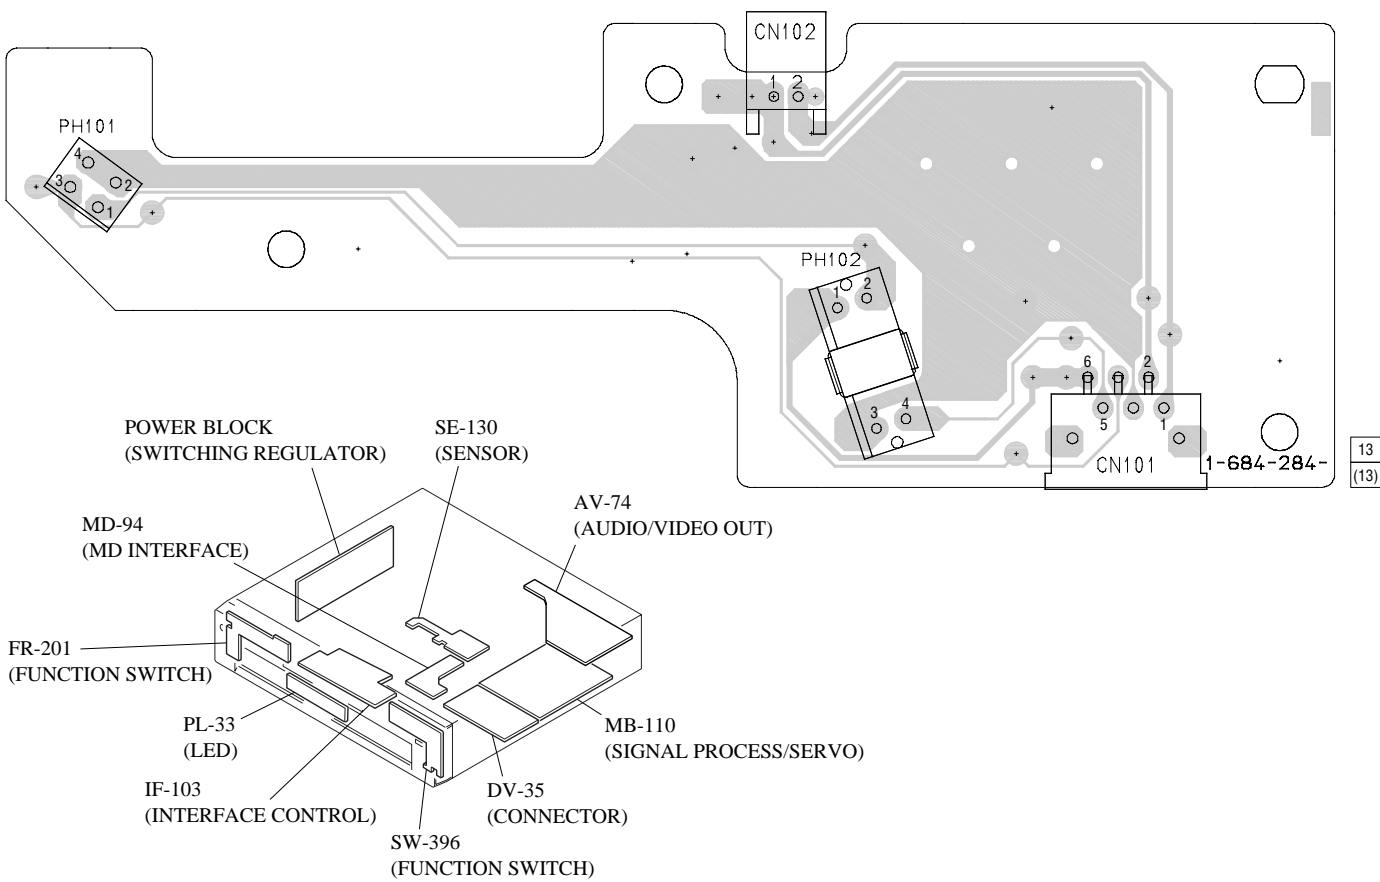 CN102
1 2
PH101
4
3
2
1
PH102
1 2
3 4
6 2
5 1
CN101
1-684-284-
13
(13)
POWER BLOCK
(SWITCHING REGULATOR)
SE-130
(SENSOR)
AV-74
(AUDIO/VIDEO OUT)
MD-94
(MD INTERFACE)
FR-201
(FUNCTION SWITCH)
PL-33
(LED)
MB-110
(SIGNAL PROCESS/SERVO)
IF-103
(INTERFACE CONTROL)
DV-35
(CONNECTOR)
SW-396
(FUNCTION SWITCH)